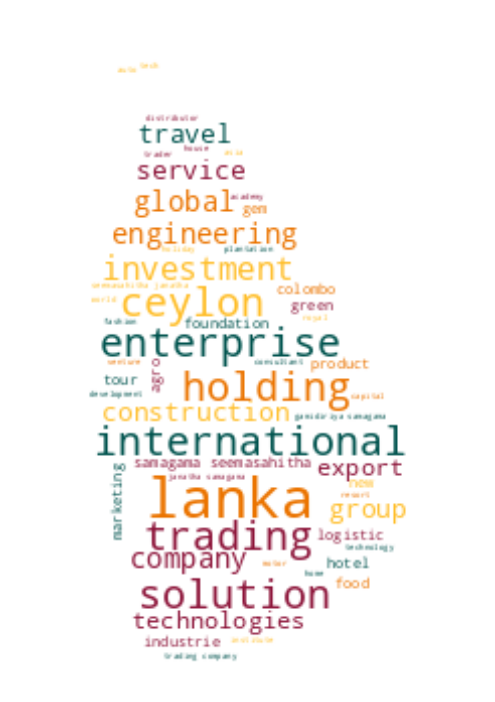 auto tech
distributor
travel
trader house asia
service
global academy
gem
engineering
holiday plantation
investment
seemasahitha janatha colombo
world ceylon green
royal
fashion foundation
enterprise
venture consultant product
tour agro holding
development capital
construction gamidiriya samagama
international
samagama seemasahitha export
janatha samagama
marketing lanka new
resort
group
trading logistic
technology
company motor hotel
home
food
solution
technologies
industrie institute
trading company